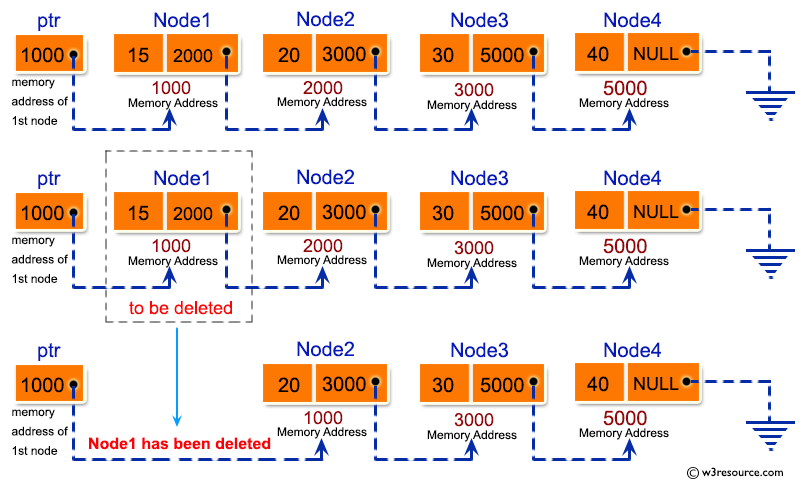 ptr Node1 Node2 Node3 Node4
1000 15 2000 20 3000 30 5000 40 NULL
memory 1000 2000 3000 5000
address of Memory Address Memory Address Memory Address Memory Address
1st node
ptr Node1 Node2 Node3 Node4
1000 15 2000 20 3000 30 5000 40 NULL
memory 1000 2000 3000 5000
address of Memory Address Memory Address Memory Address Memory Address
1st node
to be deleted
ptr Node2 Node3 Node4
1000 20 3000 30 5000 40 NULL
memory 1000 3000 5000
address of Memory Address Memory Address Memory Address
1st node
Node1 has been deleted
© w3resource.com